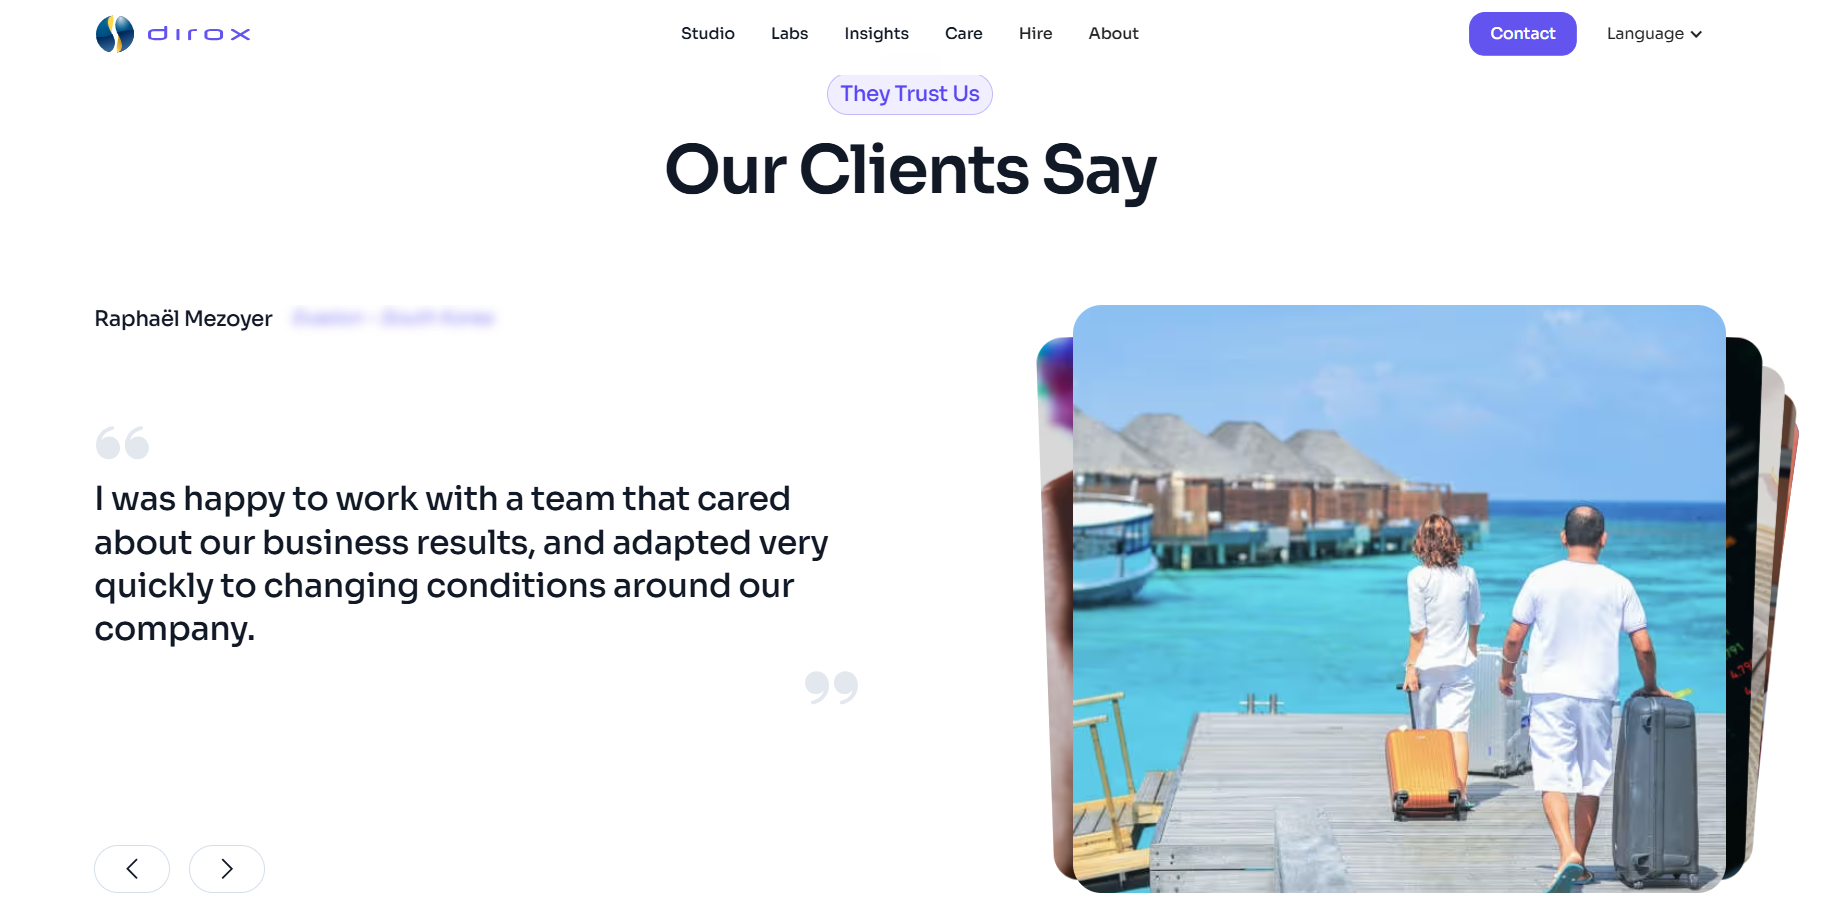 dirox
Studio
Labs
Insights
Care
Hire
About
Contact
Language
They Trust Us
Our Clients Say
Raphaël Mezoyer
I was happy to work with a team that cared
about our business results, and adapted very
quickly to changing conditions around our
company.